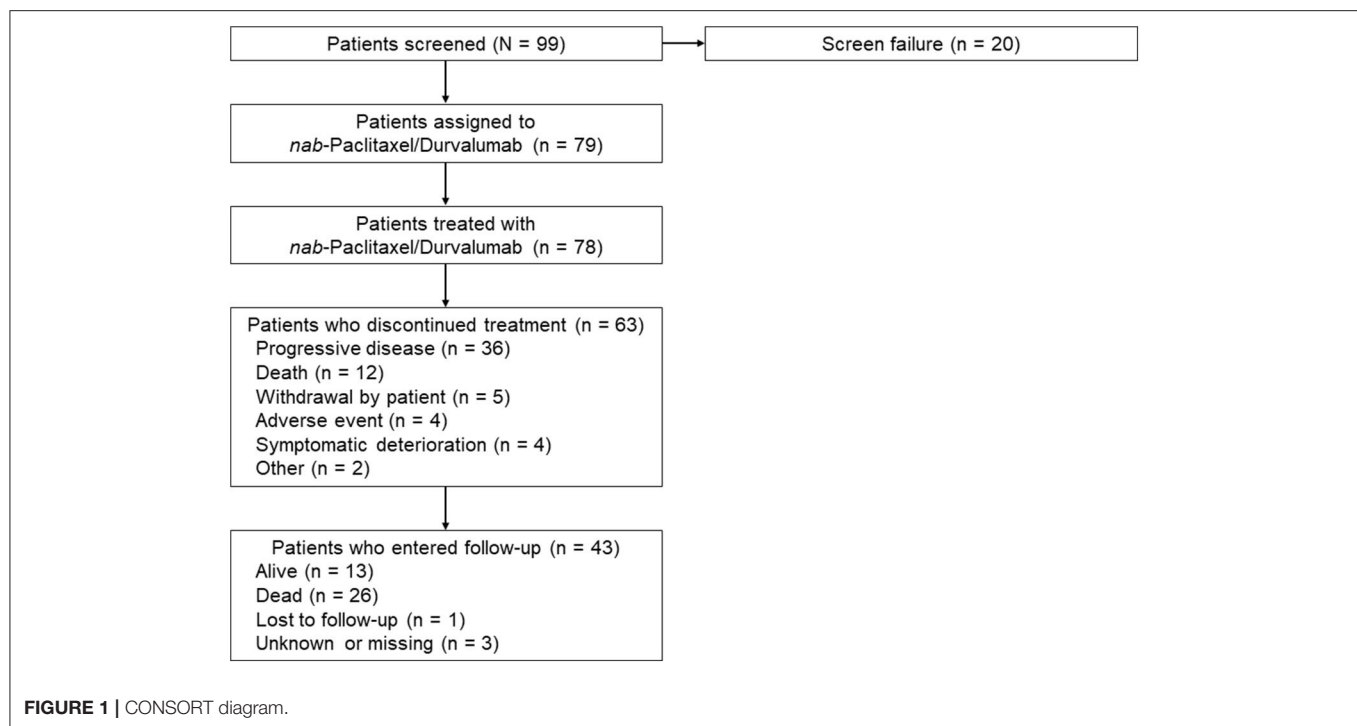 Patients screened (N = 99)
Screen failure (n = 20)
Patients assigned to
nab-Paclitaxel/Durvalumab (n = 79)
Patients treated with
nab-Paclitaxel/Durvalumab (n = 78)
Patients who discontinued treatment (n = 63)
Progressive disease (n = 36)
Death (n = 12)
Withdrawal by patient (n = 5)
Adverse event (n = 4)
Symptomatic deterioration (n = 4)
Other (n = 2)
Patients who entered follow-up (n = 43)
Alive (n = 13)
Dead (n = 26)
Lost to follow-up (n = 1)
Unknown or missing (n = 3)
FIGURE 1 | CONSORT diagram.